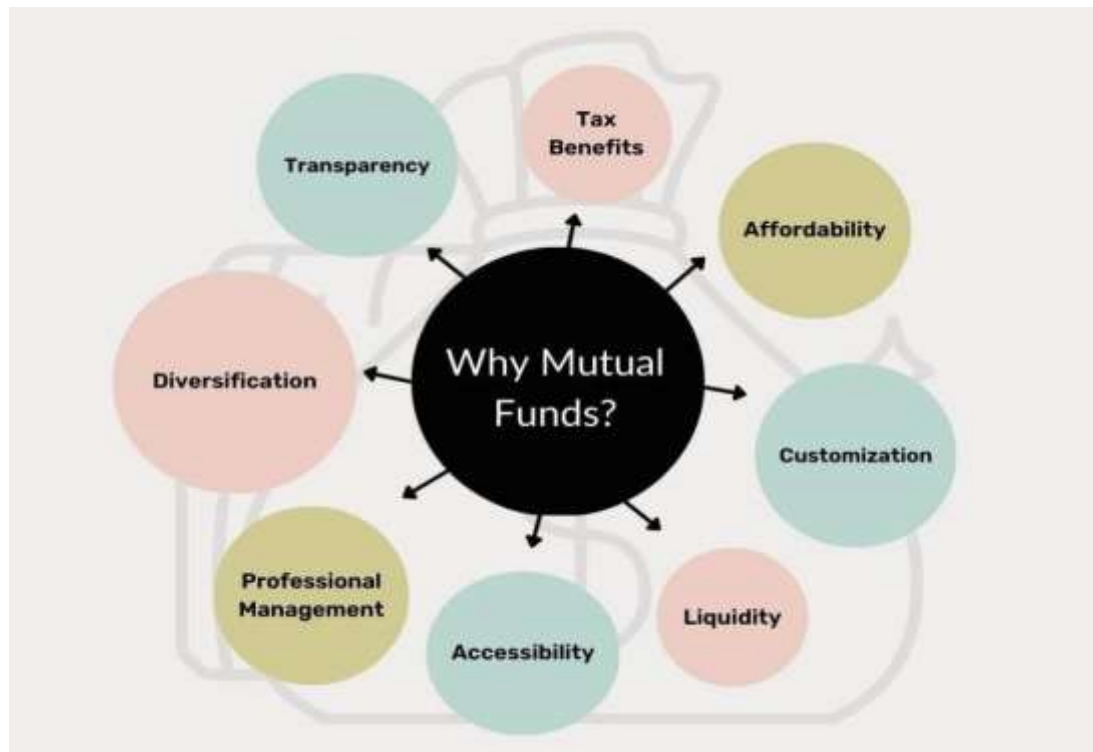 Tax
Benefits
Transparency
Affordability
Why Mutual
Funds?
Diversification
Customization
Professional
Management
Liquidity
Accessibility